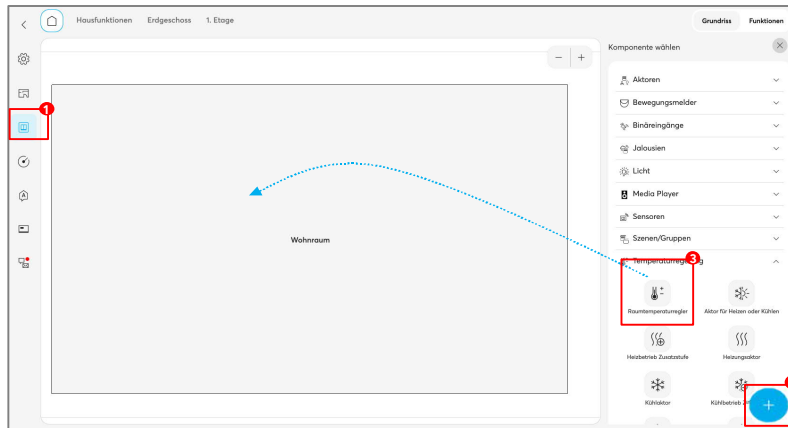 Hausfunktionen Erdgeschoss 1. Etage Grundriss Funktionen
Komponente wählen
− +
Aktoren
Bewegungsmelder
1
Binäreingänge
Jalousien
Licht
Media Player
Sensoren
Szenen/Gruppen
Wohnraum
3
Raumtemperaturregler Aktor für Heizen oder Kühlen
Heizbetrieb Zusatzstufe Heizungsaktor
Kühlaktor Kühlbetrieb
+